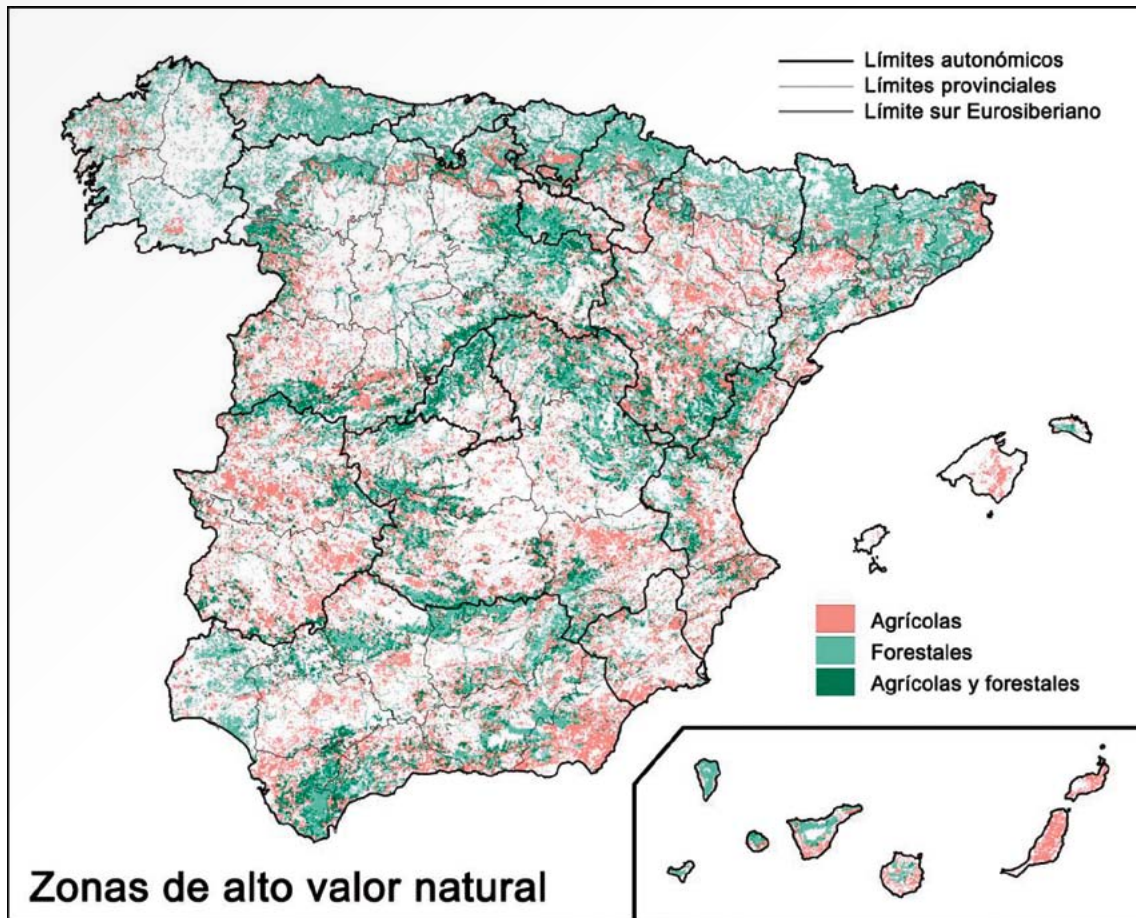 Límites autonómicos
Límites provinciales
Límite sur Eurosiberiano
Agrícolas
Forestales
Agrícolas y forestales
Zonas de alto valor natural